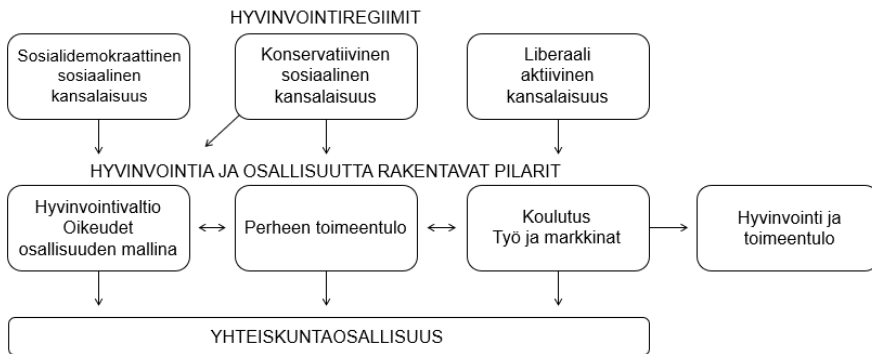 HYVINVOINTIREGIIMIT
Sosialidemokraattinen
sosiaalinen
kansalaisuus
Konservatiivinen
sosiaalinen
kansalaisuus
Liberaali
aktiivinen
kansalaisuus
HYVINVOINTIA JA OSALLISUUTTA RAKENTAVAT PILARIT
Hyvinvointivaltio
Oikeudet
osallisuuden mallina
Perheen toimeentulo
Koulutus
Työ ja markkinat
Hyvinvointi ja
toimeentulo
YHTEISKUNTAOSALLISUUS